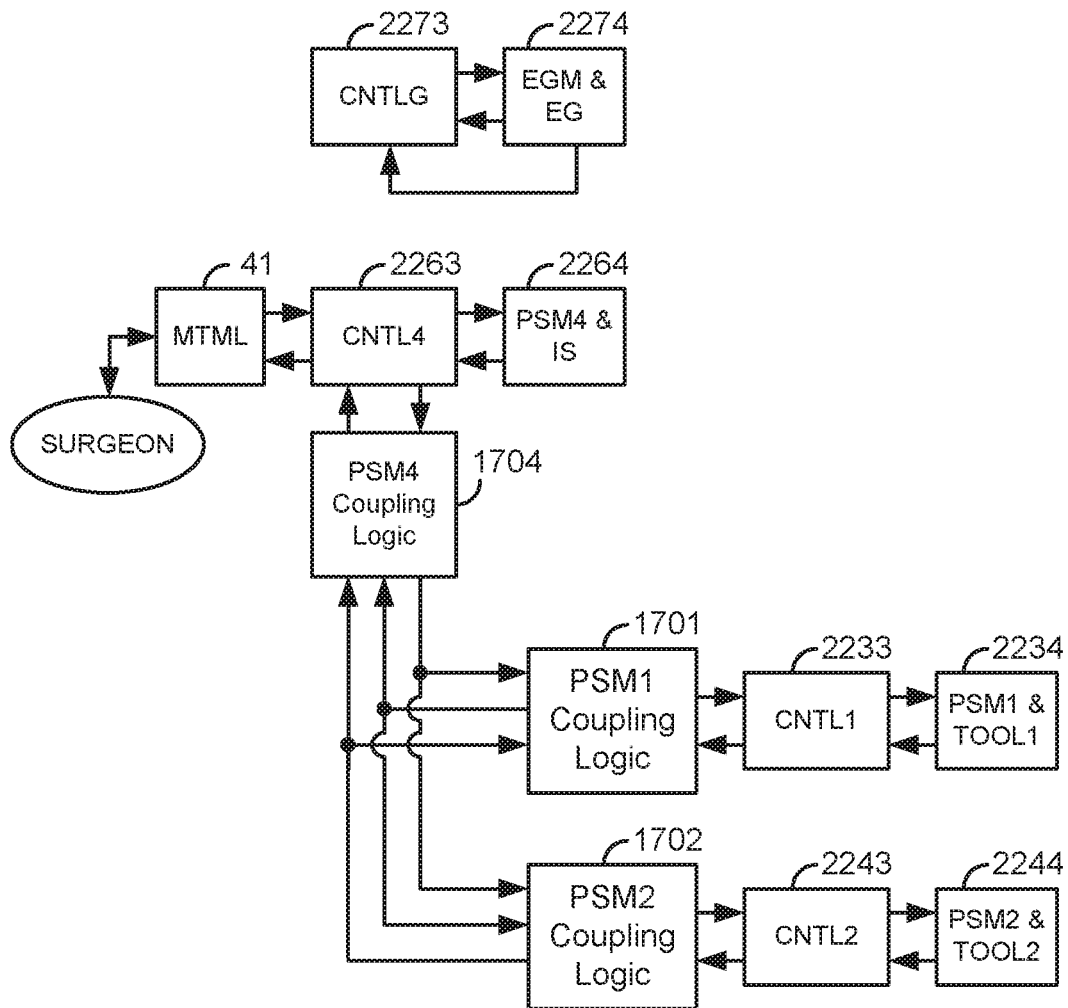 2273
2274
CNTLG
EGM &
EG
41
2263
2264
MTML
CNTL4
PSM4 &
IS
SURGEON
PSM4
Coupling
Logic
1704
1701
2233
2234
PSM1
Coupling
Logic
CNTL1
PSM1 &
TOOL1
1702
2243
2244
PSM2
Coupling
Logic
CNTL2
PSM2 &
TOOL2